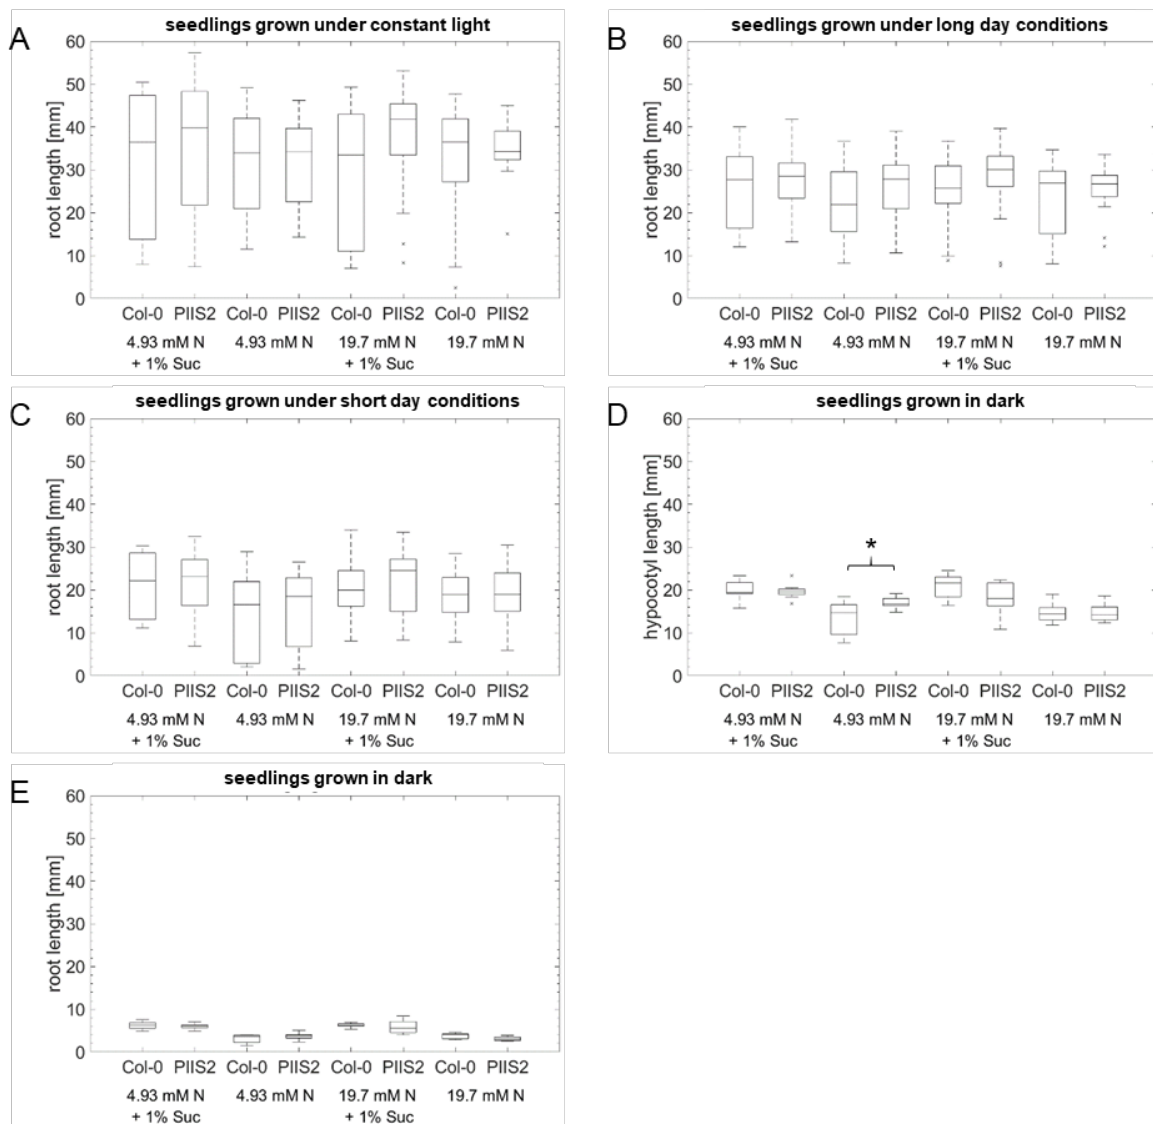 A
seedlings grown under constant light
60
50
40
30
20
10
0
root length [mm]
Col-0 PIIS2 Col-0 PIIS2 Col-0 PIIS2 Col-0 PIIS2
4.93 mM N 4.93 mM N 19.7 mM N 19.7 mM N
+ 1% Suc + 1% Suc
B
seedlings grown under long day conditions
60
50
40
30
20
10
0
root length [mm]
Col-0 PIIS2 Col-0 PIIS2 Col-0 PIIS2 Col-0 PIIS2
4.93 mM N 4.93 mM N 19.7 mM N 19.7 mM N
+ 1% Suc + 1% Suc
C
seedlings grown under short day conditions
60
50
40
30
20
10
0
root length [mm]
Col-0 PIIS2 Col-0 PIIS2 Col-0 PIIS2 Col-0 PIIS2
4.93 mM N 4.93 mM N 19.7 mM N 19.7 mM N
+ 1% Suc + 1% Suc
D
seedlings grown in dark
60
50
40
30
20
10
0
hypocotyl length [mm]
*
Col-0 PIIS2 Col-0 PIIS2 Col-0 PIIS2 Col-0 PIIS2
4.93 mM N 4.93 mM N 19.7 mM N 19.7 mM N
+ 1% Suc + 1% Suc
E
seedlings grown in dark
60
50
40
30
20
10
0
root length [mm]
Col-0 PIIS2 Col-0 PIIS2 Col-0 PIIS2 Col-0 PIIS2
4.93 mM N 4.93 mM N 19.7 mM N 19.7 mM N
+ 1% Suc + 1% Suc